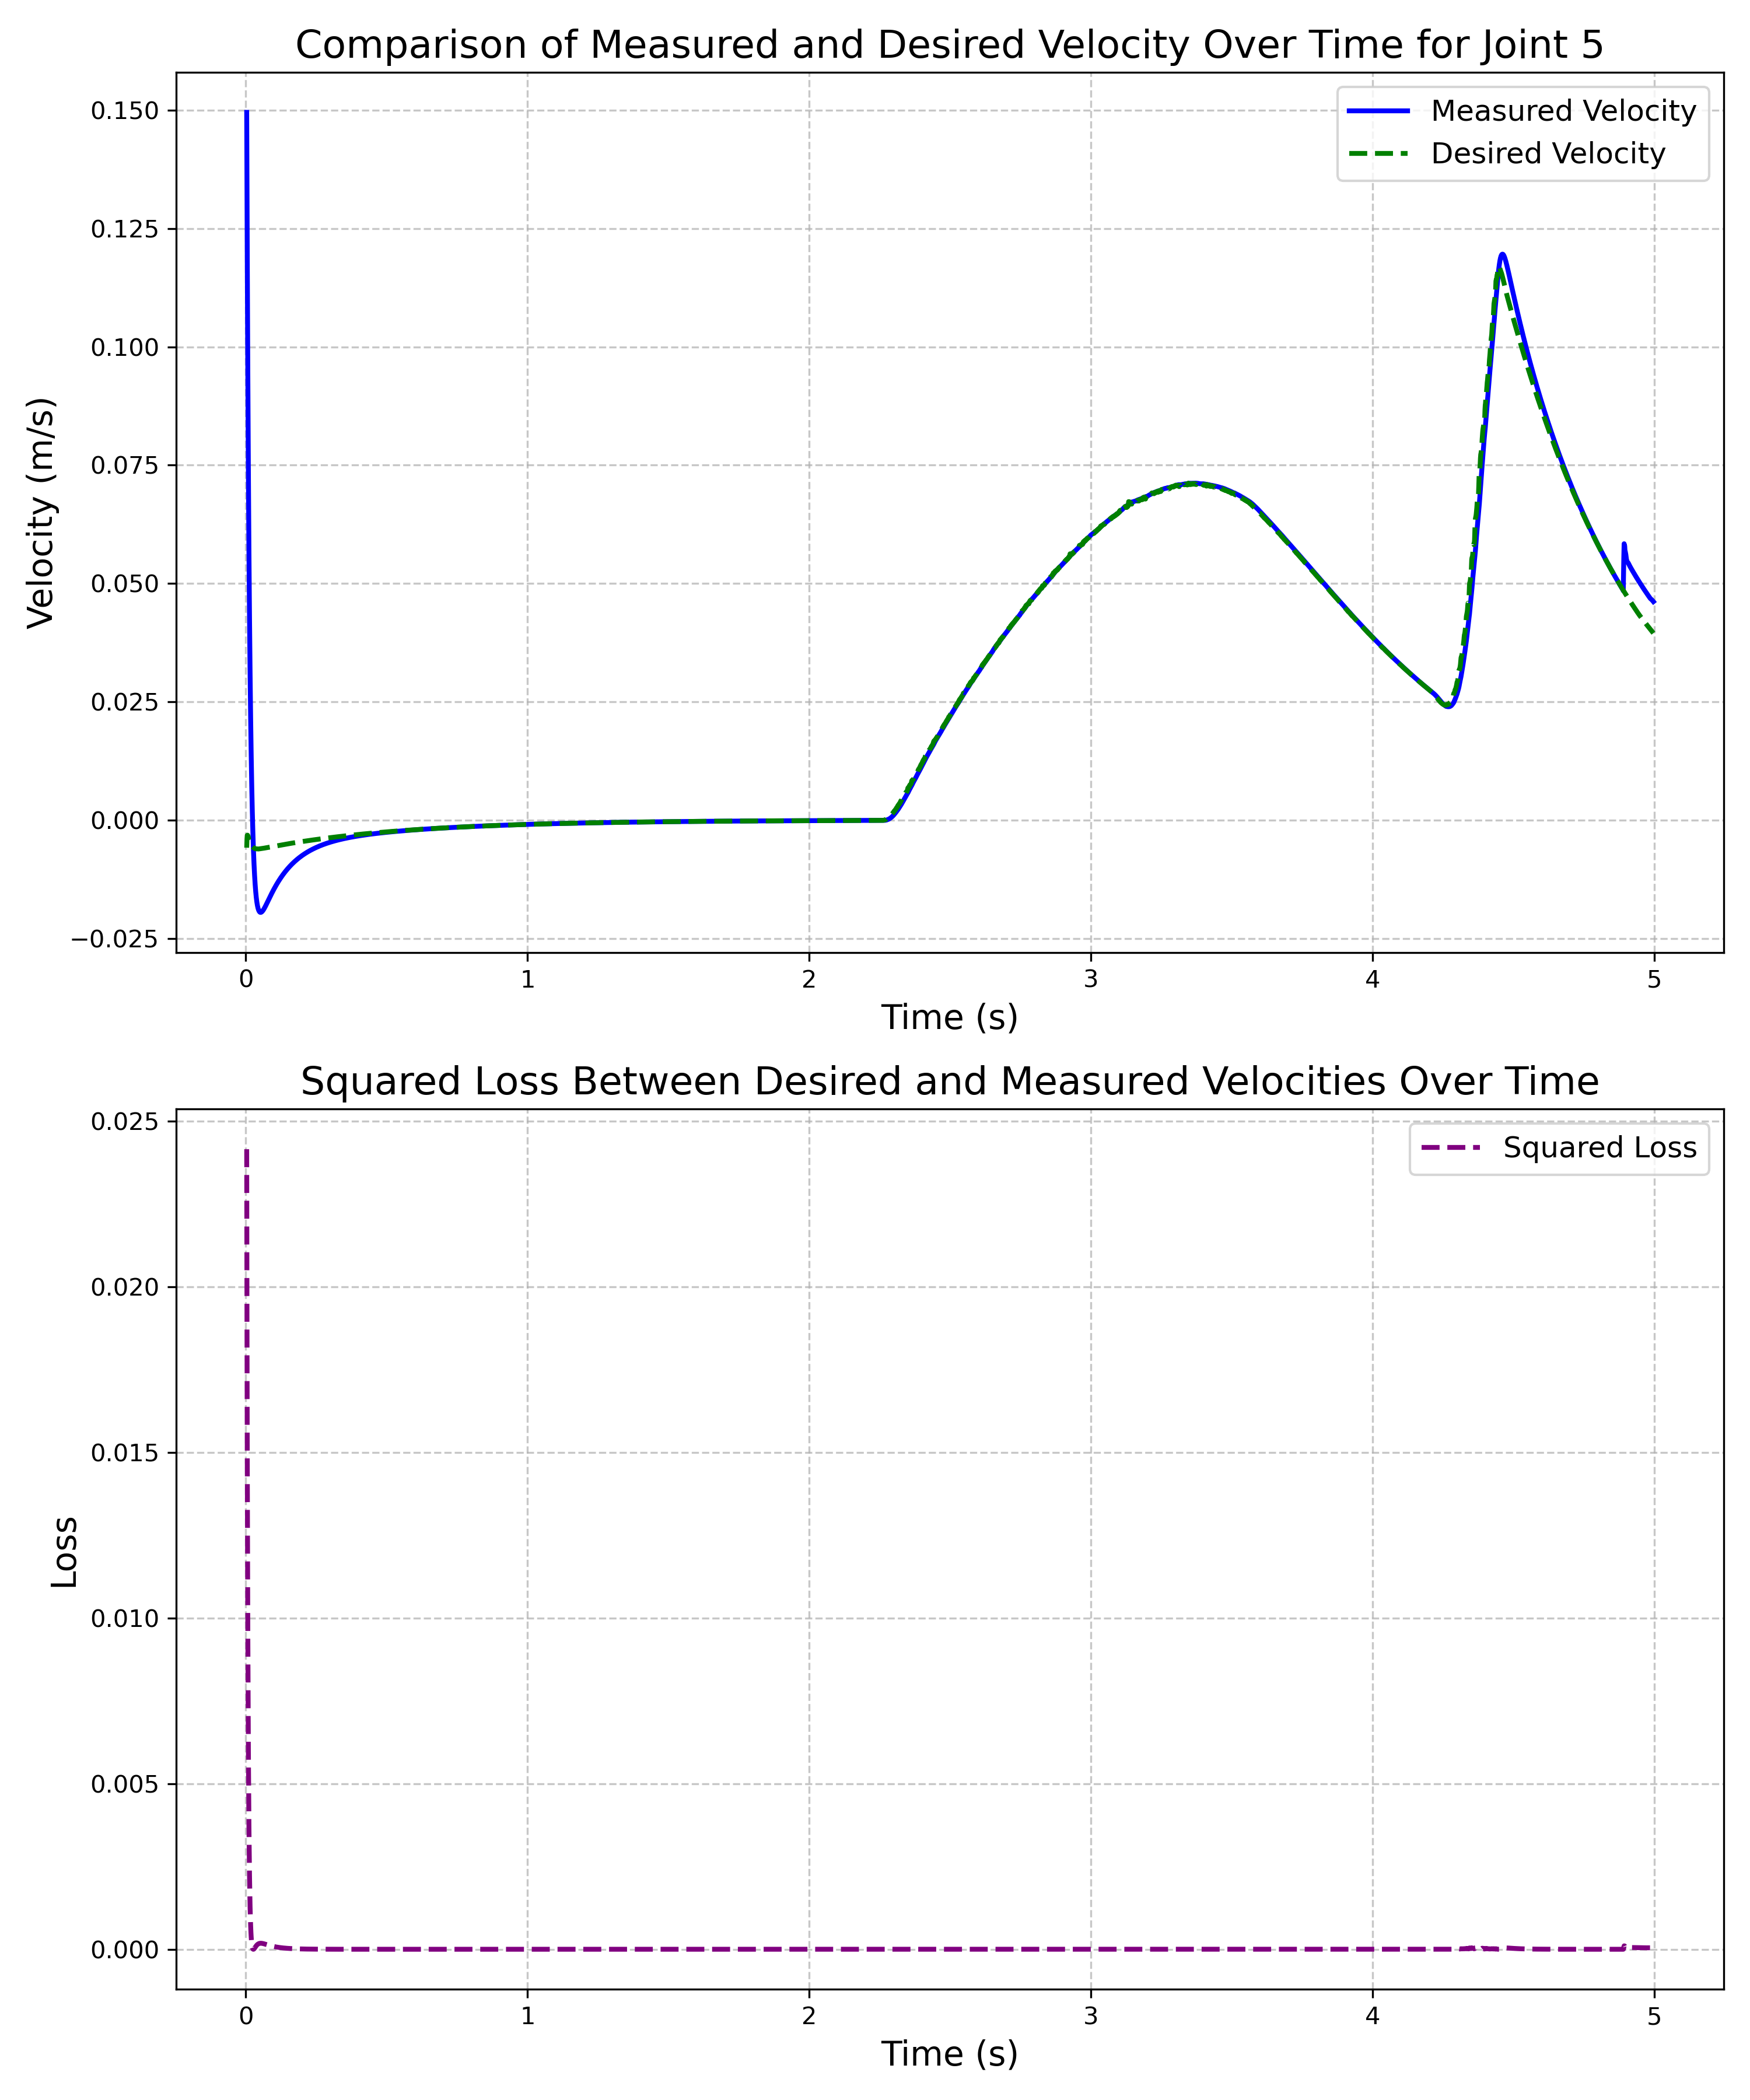 Comparison of Measured and Desired Velocity Over Time for Joint 5
Measured Velocity
Desired Velocity
Velocity (m/s)
0.150
0.125
0.100
0.075
0.050
0.025
0.000
−0.025
0 1 2 3 4 5
Time (s)
Squared Loss Between Desired and Measured Velocities Over Time
Squared Loss
Loss
0.025
0.020
0.015
0.010
0.005
0.000
0 1 2 3 4 5
Time (s)